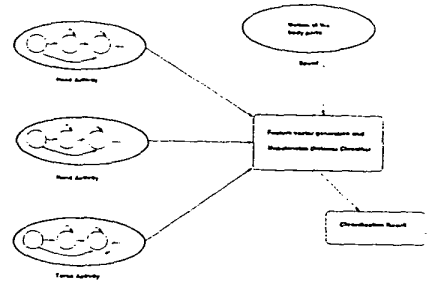 Motion of the
body parts
Head Activity
Speed
Feature vector generation and
Mahalanobis Distance Classifier
Hand Activity
Classification Result
Torso Activity